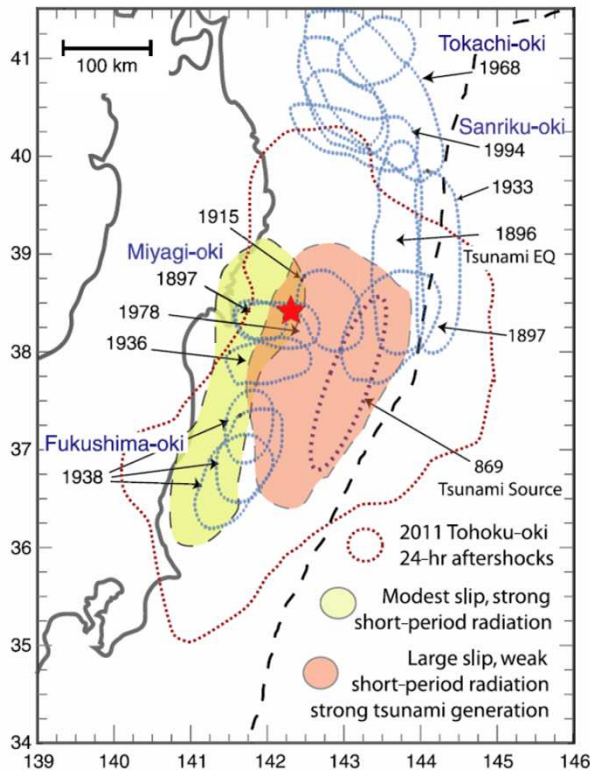 41
100 km
Tokachi-oki
1968
Sanriku-oki
40
1994
1933
1915
39
1896
Tsunami EQ
Miyagi-oki
1897
1978
1897
38
1936
37
Fukushima-oki
1938
869
Tsunami Source
36
2011 Tohoku-oki
24-hr aftershocks
Modest slip, strong
short-period radiation
35
Large slip, weak
short-period radiation
strong tsunami generation
34
139 140 141 142 143 144 145 146